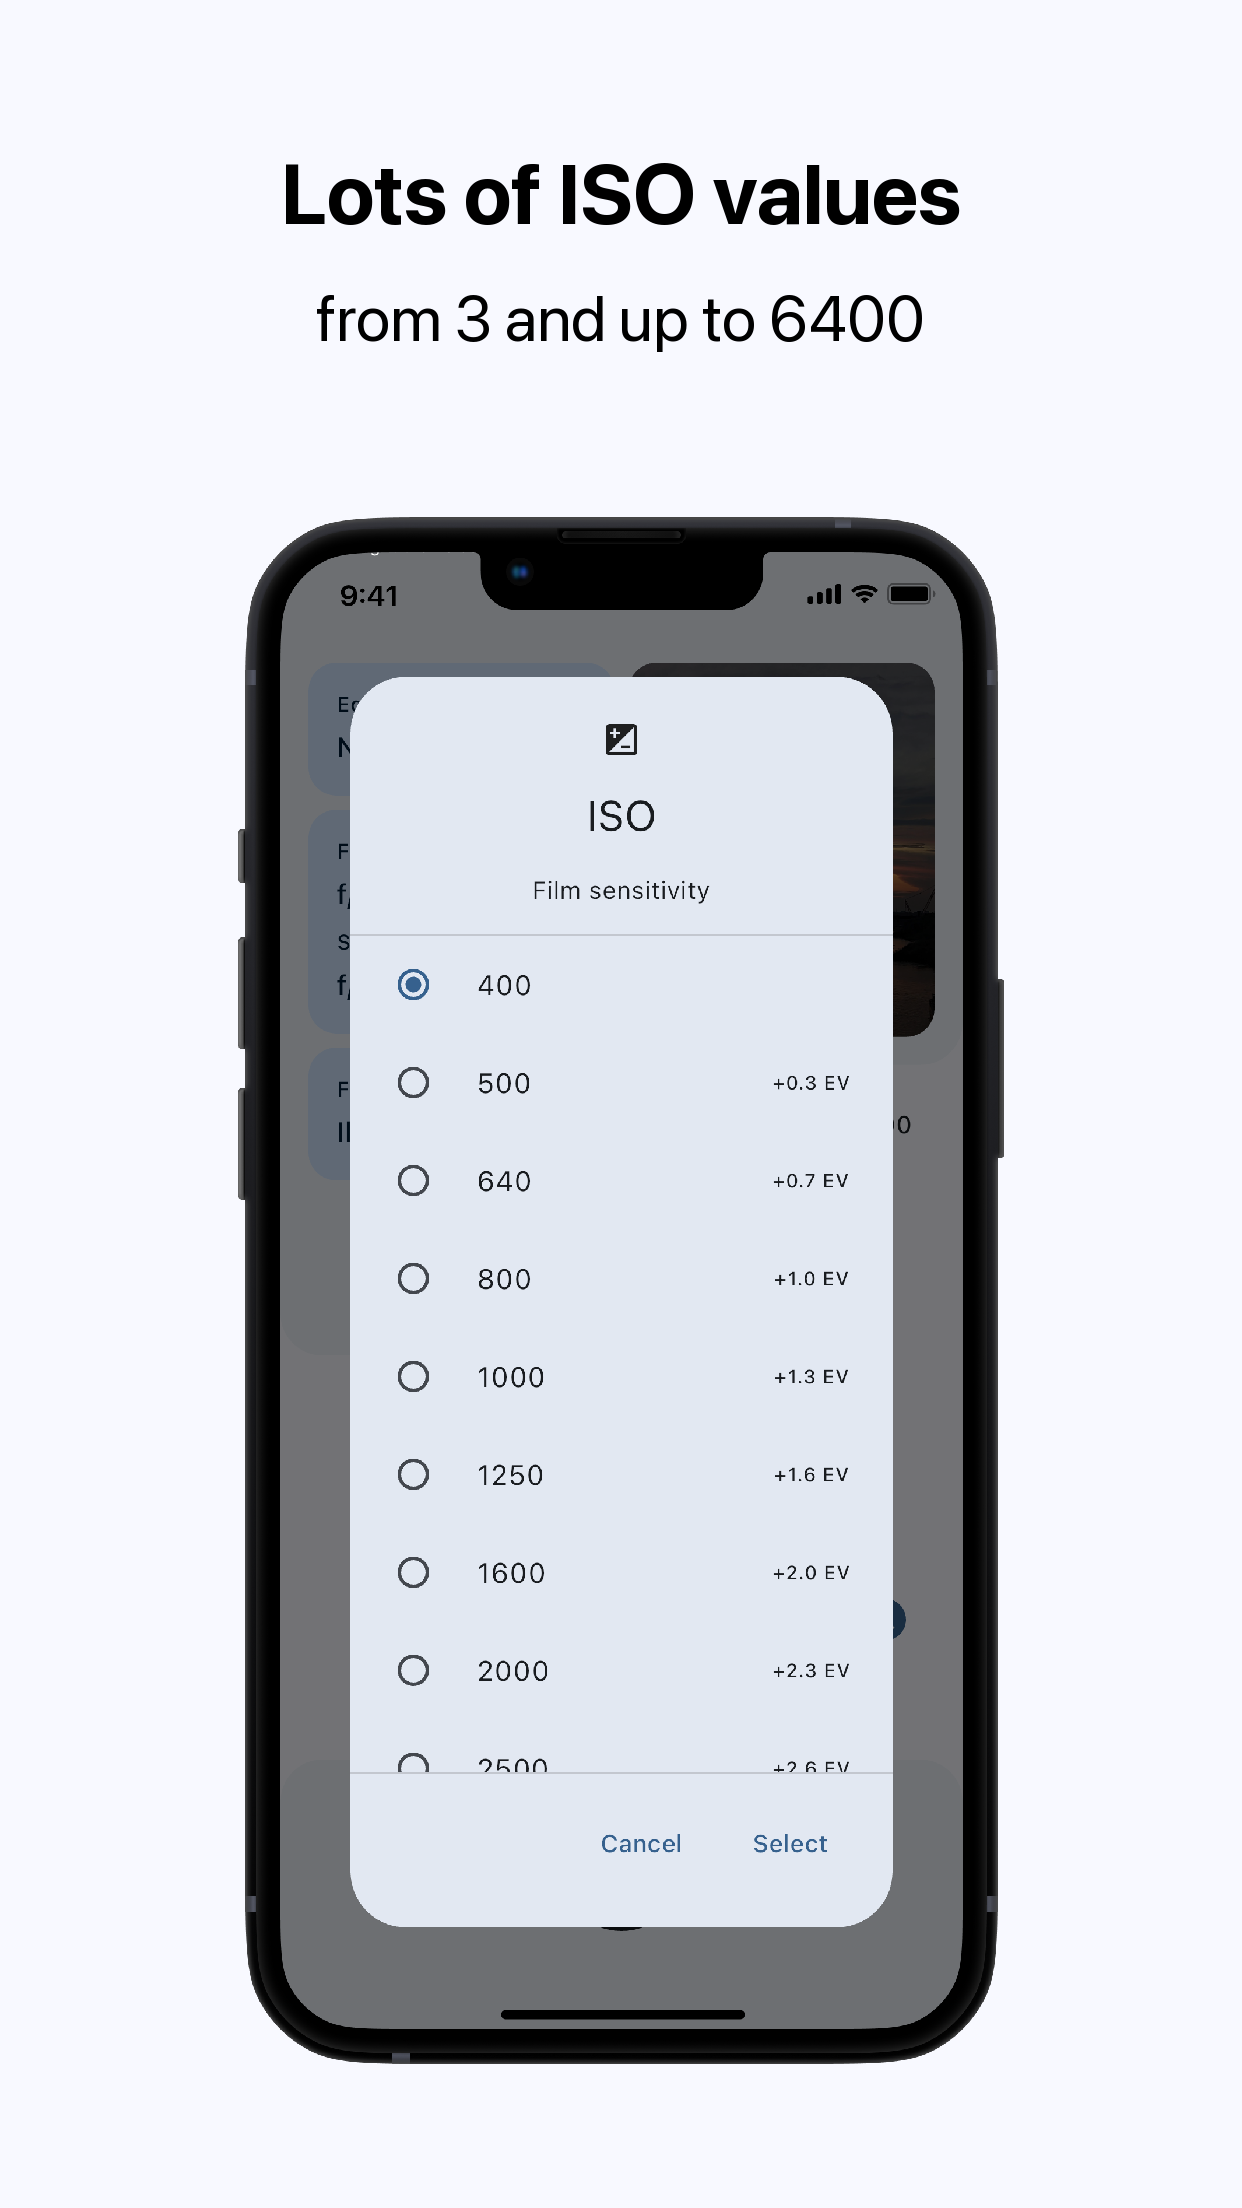 Lots of ISO values
from 3 and up to 6400
9:41
ISO
Film sensitivity
400
500 +0.3 EV
640 +0.7 EV
800 +1.0 EV
1000 +1.3 EV
1250 +1.6 EV
1600 +2.0 EV
2000 +2.3 EV
2500 +2.6 EV
Cancel Select